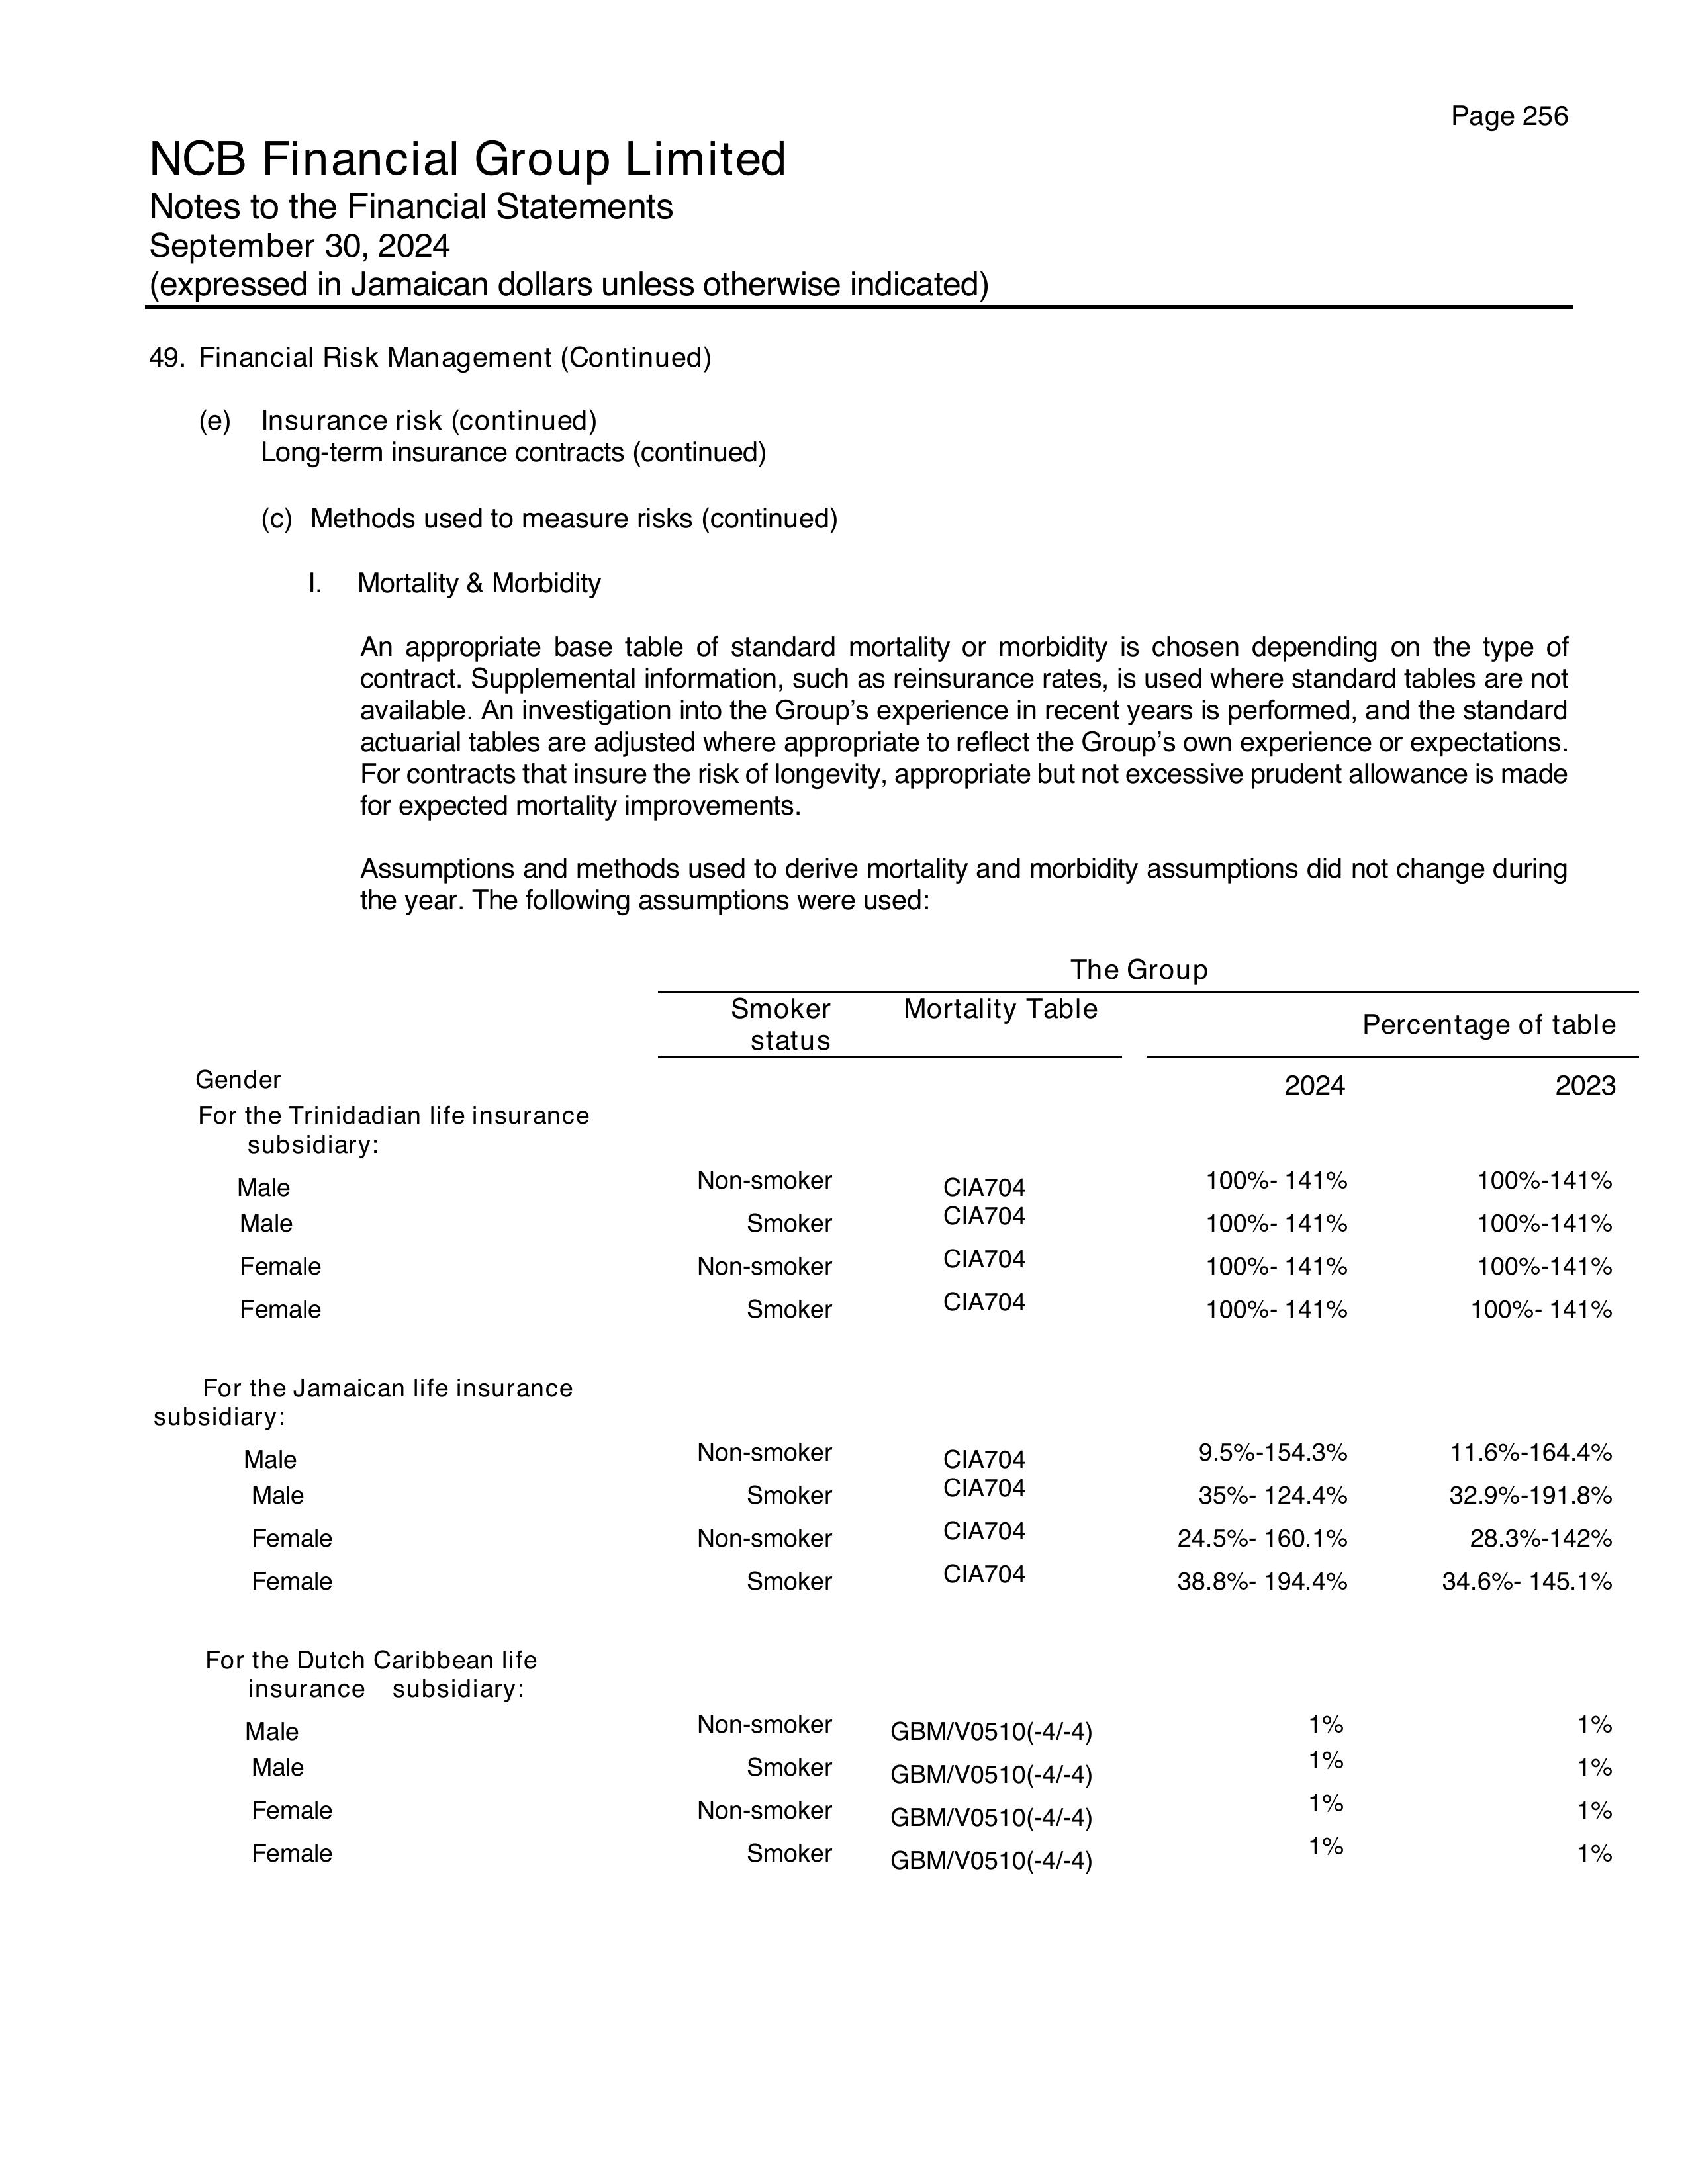 Page 256
NCB Financial Group Limited
Notes to the Financial Statements
September 30, 2024
(expressed in Jamaican dollars unless otherwise indicated)
49. Financial Risk Management (Continued)
(e) Insurance risk (continued)
Long-term insurance contracts (continued)
(c) Methods used to measure risks (continued)
I. Mortality & Morbidity
An appropriate base table of standard mortality or morbidity is chosen depending on the type of
contract. Supplemental information, such as reinsurance rates, is used where standard tables are not
available. An investigation into the Group’s experience in recent years is performed, and the standard
actuarial tables are adjusted where appropriate to reflect the Group’s own experience or expectations.
For contracts that insure the risk of longevity, appropriate but not excessive prudent allowance is made
for expected mortality improvements.
Assumptions and methods used to derive mortality and morbidity assumptions did not change during
the year. The following assumptions were used:
The Group
Smoker Mortality Table
status Percentage of table
Gender 2024 2023
For the Trinidadian life insurance
subsidiary:
Male Non-smoker CIA704 100%- 141% 100%-141%
Male Smoker CIA704 100%- 141% 100%-141%
Female Non-smoker CIA704 100%- 141% 100%-141%
Female Smoker CIA704 100%- 141% 100%- 141%
For the Jamaican life insurance
subsidiary:
Male Non-smoker CIA704 9.5%-154.3% 11.6%-164.4%
Male Smoker CIA704 35%- 124.4% 32.9%-191.8%
Female Non-smoker CIA704 24.5%- 160.1% 28.3%-142%
Female Smoker CIA704 38.8%- 194.4% 34.6%- 145.1%
For the Dutch Caribbean life
insurance subsidiary:
Male Non-smoker GBM/V0510(-4/-4) 1% 1%
Male Smoker GBM/V0510(-4/-4) 1% 1%
Female Non-smoker GBM/V0510(-4/-4) 1% 1%
Female Smoker GBM/V0510(-4/-4) 1% 1%